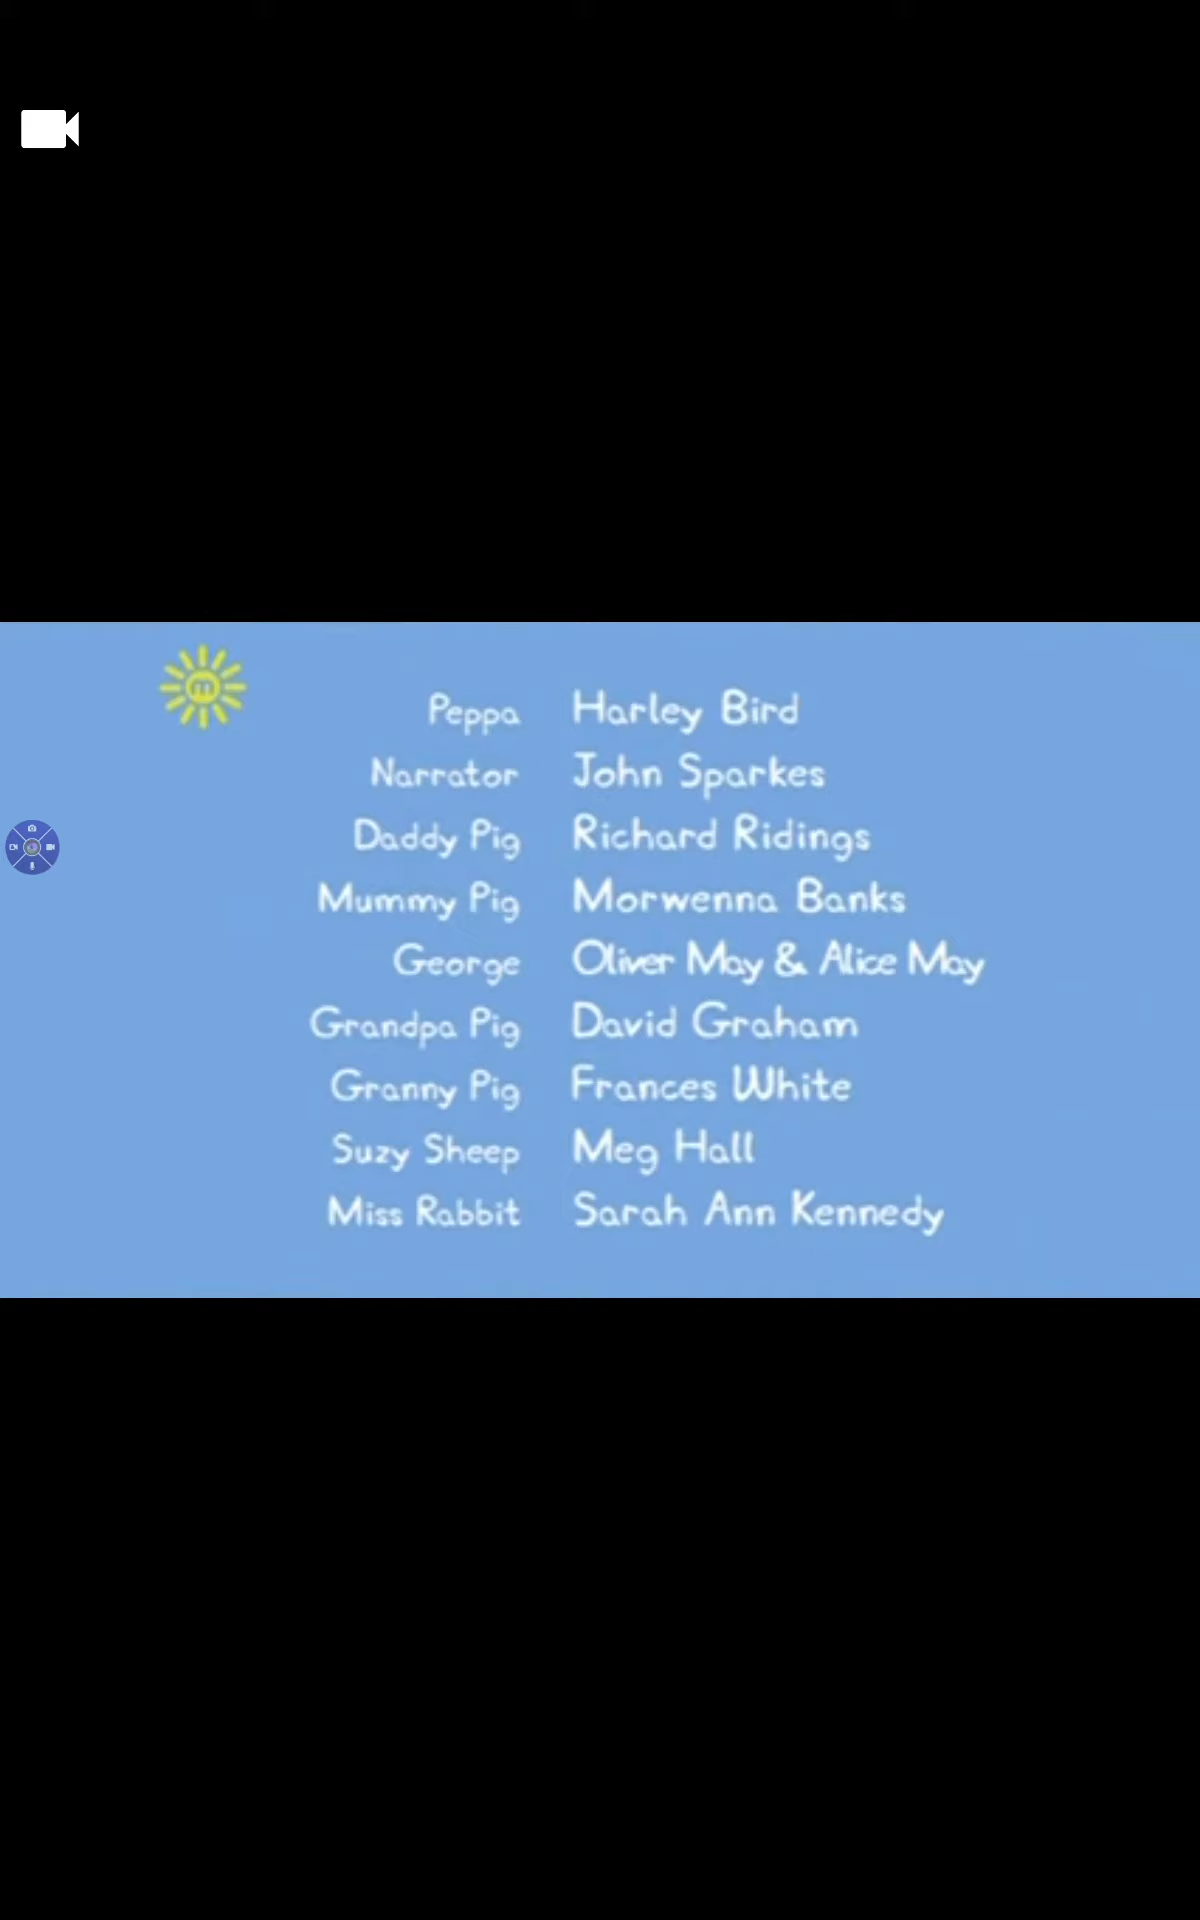 m
Peppa Harley Bird
Narrator John Sparkes
Daddy Pig Richard Ridings
Mummy Pig Morwenna Banks
George Oliver May & Alice May
Grandpa Pig David Graham
Granny Pig Frances White
Suzy Sheep Meg Hall
Miss Rabbit Sarah Ann Kennedy